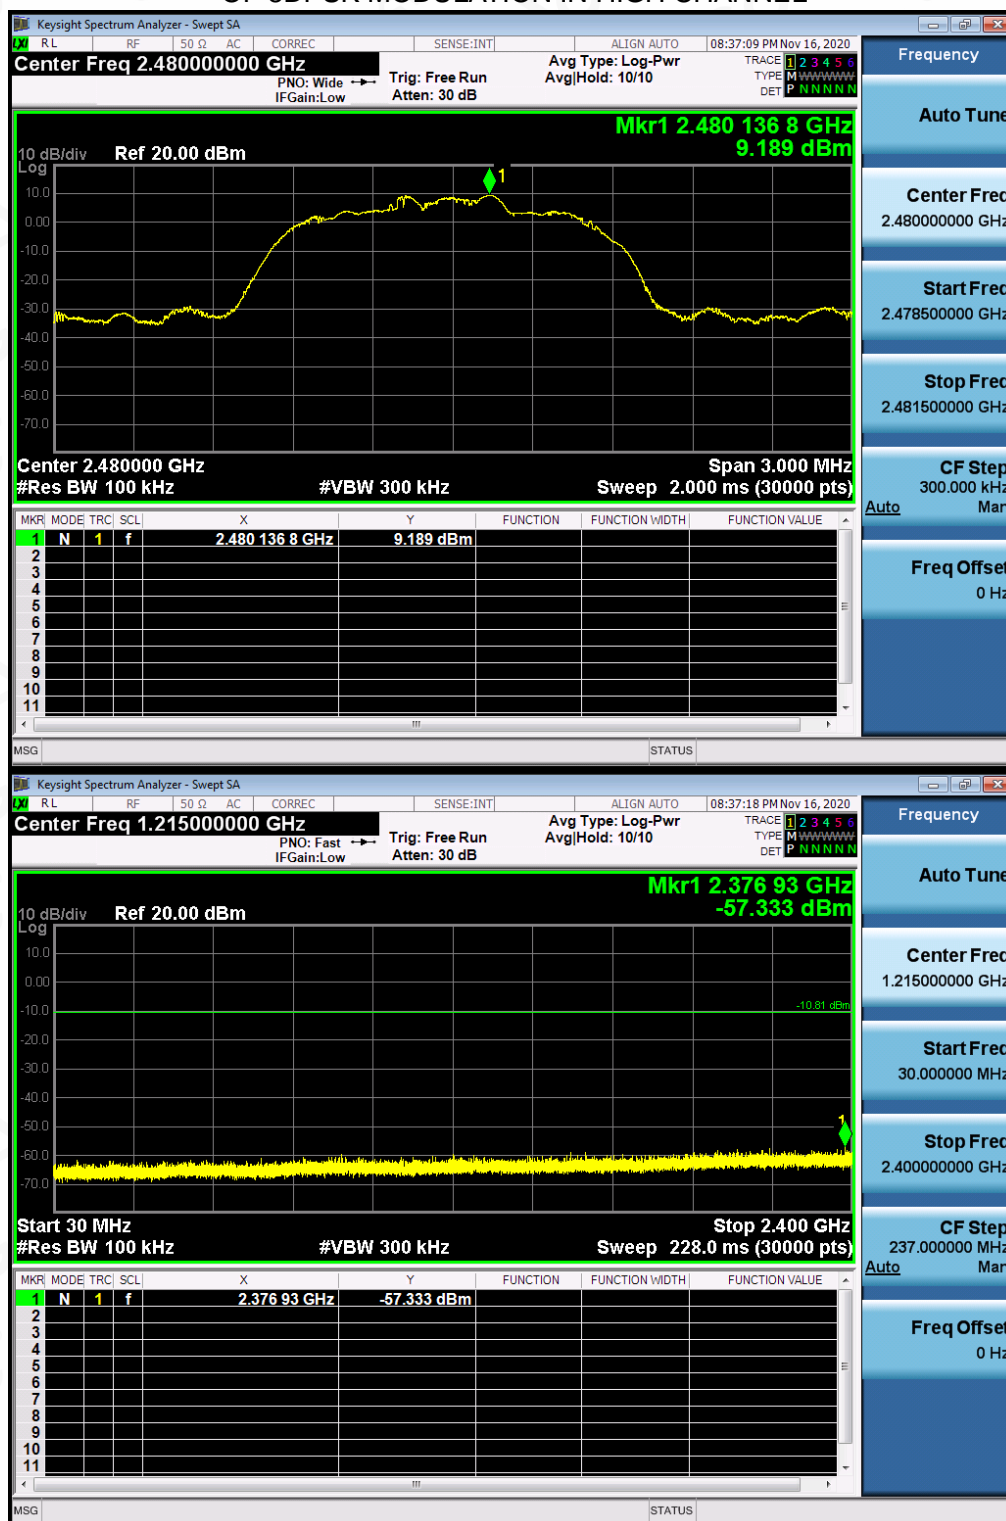 OF 8DPSK MODULATION IN HIGH CHANNEL
Keysight Spectrum Analyzer - Swept SA
LXI RL RF 50 Ω AC CORREC SENSE:INT ALIGN AUTO 08:37:09 PM Nov 16, 2020
Center Freq 2.480000000 GHz
PNO: Wide
IFGain:Low
Trig: Free Run
Atten: 30 dB
Avg Type: Log-Pwr
Avg|Hold: 10/10
TRACE 1 2 3 4 5 6
TYPE M WWWWW
DET P N N N N N
Mkr1 2.480 136 8 GHz
9.189 dBm
10 dB/div Ref 20.00 dBm
Log
10.0
0.00
-10.0
-20.0
-30.0
-40.0
-50.0
-60.0
-70.0
1
Center 2.480000 GHz Span 3.000 MHz
#Res BW 100 kHz #VBW 300 kHz Sweep 2.000 ms (30000 pts)
MKR MODE TRC SCL X Y FUNCTION FUNCTION WIDTH FUNCTION VALUE
1 N 1 f 2.480 136 8 GHz 9.189 dBm
2
3
4
5
6
7
8
9
10
11
MSG STATUS
Frequency
Auto Tune
Center Freq
2.480000000 GHz
Start Freq
2.478500000 GHz
Stop Freq
2.481500000 GHz
CF Step
300.000 kHz
Auto Man
Freq Offset
0 Hz
Keysight Spectrum Analyzer - Swept SA
LXI RL RF 50 Ω AC CORREC SENSE:INT ALIGN AUTO 08:37:18 PM Nov 16, 2020
Center Freq 1.215000000 GHz
PNO: Fast
IFGain:Low
Trig: Free Run
Atten: 30 dB
Avg Type: Log-Pwr
Avg|Hold: 10/10
TRACE 1 2 3 4 5 6
TYPE M WWWWW
DET P N N N N N
Mkr1 2.376 93 GHz
-57.333 dBm
10 dB/div Ref 20.00 dBm
Log
10.0
0.00
-10.0
-20.0
-30.0
-40.0
-50.0
-60.0
-70.0
-10.81 dBm
1
Start 30 MHz Stop 2.400 GHz
#Res BW 100 kHz #VBW 300 kHz Sweep 228.0 ms (30000 pts)
MKR MODE TRC SCL X Y FUNCTION FUNCTION WIDTH FUNCTION VALUE
1 N 1 f 2.376 93 GHz -57.333 dBm
2
3
4
5
6
7
8
9
10
11
MSG STATUS
Frequency
Auto Tune
Center Freq
1.215000000 GHz
Start Freq
30.000000 MHz
Stop Freq
2.400000000 GHz
CF Step
237.000000 MHz
Auto Man
Freq Offset
0 Hz